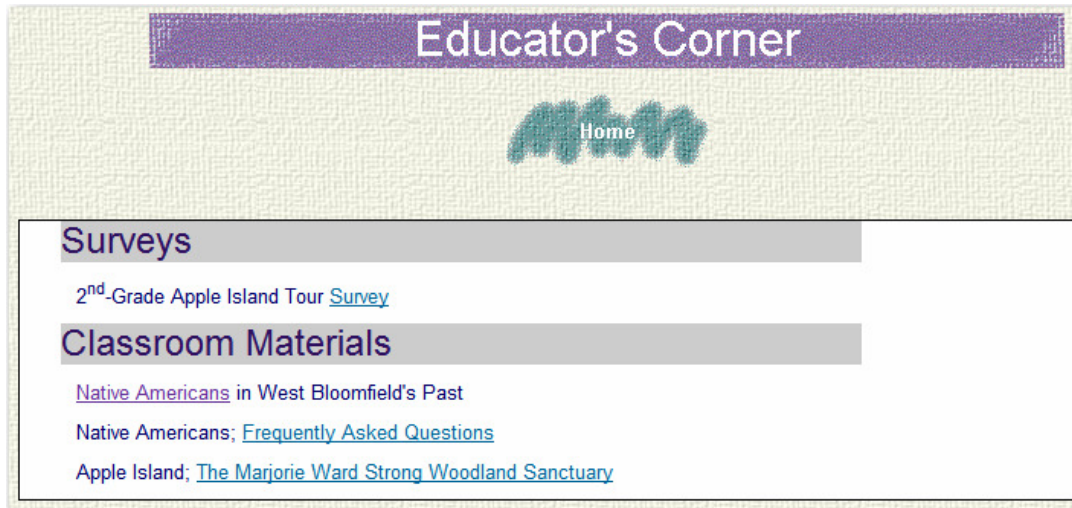 Educator's Corner
Home
Surveys
2nd-Grade Apple Island Tour Survey
Classroom Materials
Native Americans in West Bloomfield's Past
Native Americans; Frequently Asked Questions
Apple Island; The Marjorie Ward Strong Woodland Sanctuary